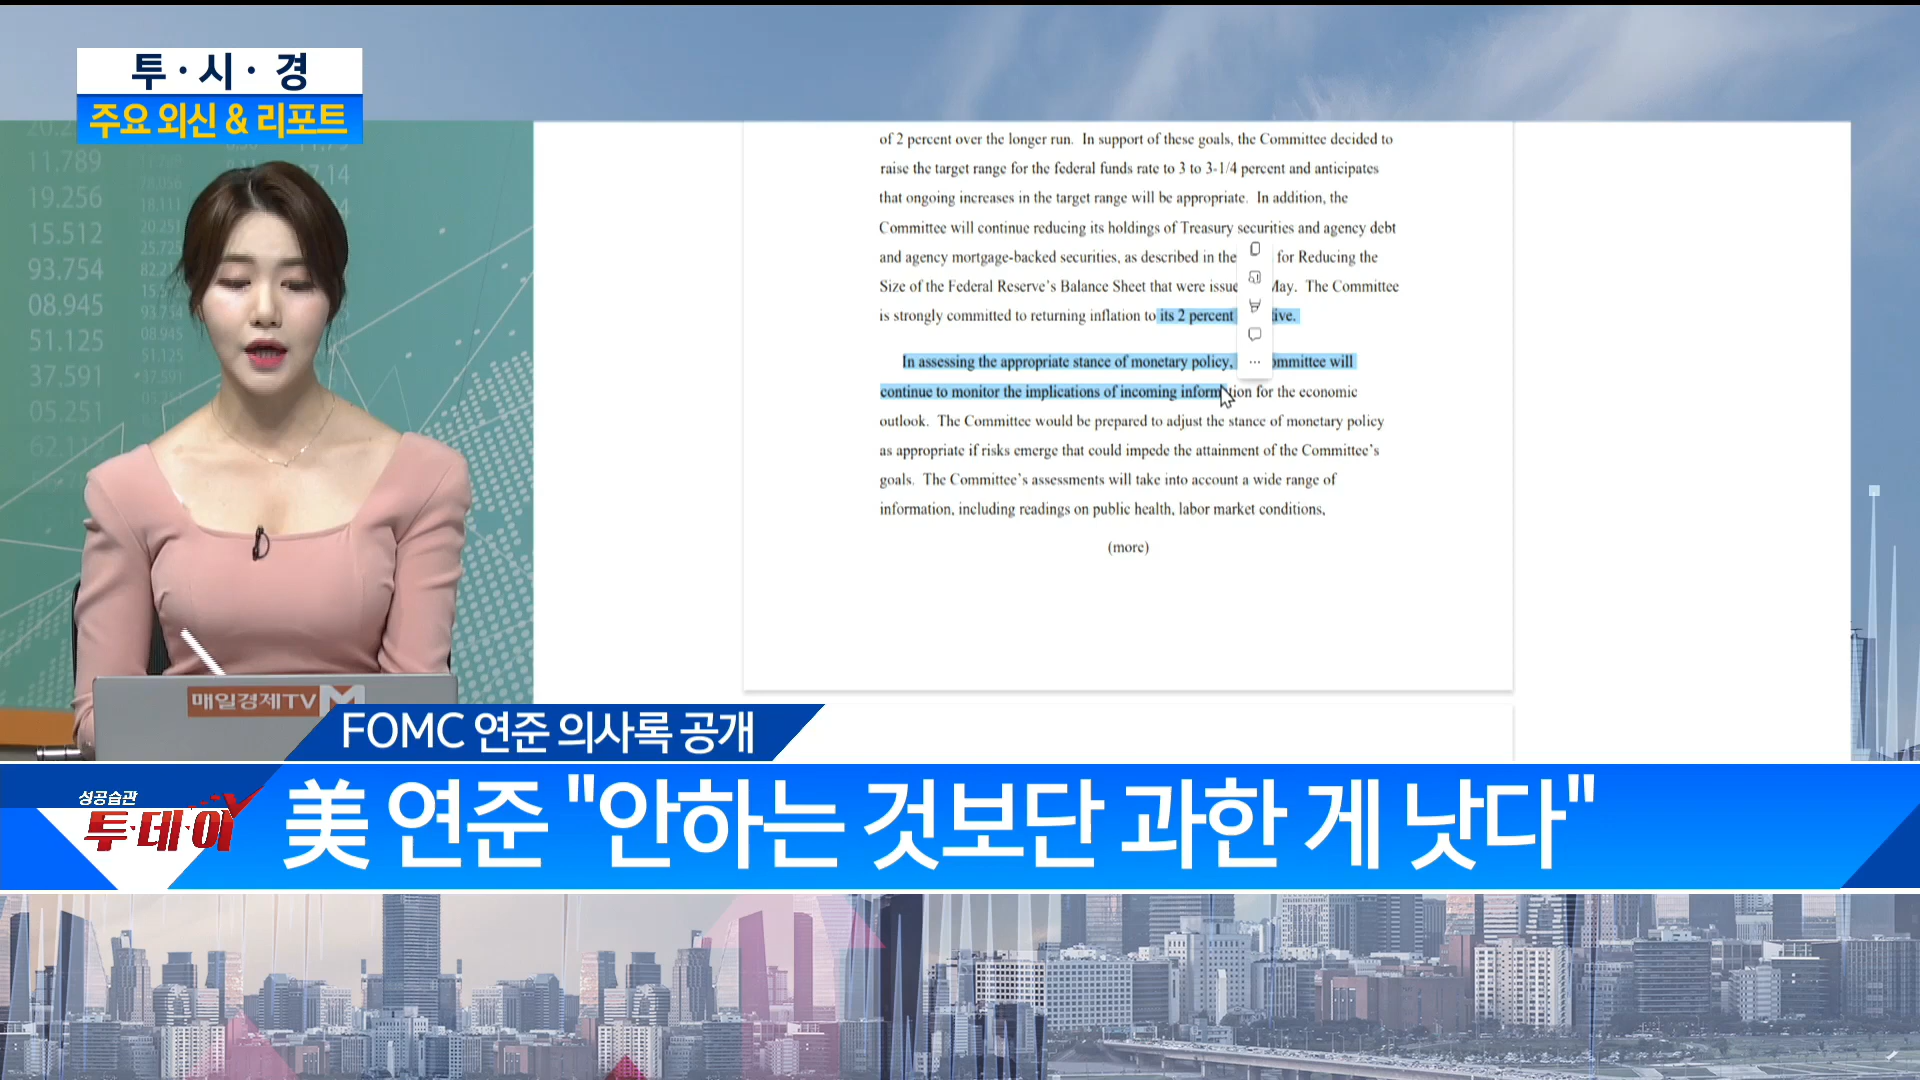 투·시·경
주요 외신 & 리포트
11.789
19.256
15.512
93.754
08.945
51.125
37.591
05.251
of 2 percent over the longer run.  In support of these goals, the Committee decided to
raise the target range for the federal funds rate to 3 to 3-1/4 percent and anticipates
that ongoing increases in the target range will be appropriate.  In addition, the
Committee will continue reducing its holdings of Treasury securities and agency debt
and agency mortgage-backed securities, as described in the for Reducing the
Size of the Federal Reserve's Balance Sheet that were issue May.  The Committee
is strongly committed to returning inflation to its 2 percent ive.
In assessing the appropriate stance of monetary policy, ommittee will
continue to monitor the implications of incoming information for the economic
outlook.  The Committee would be prepared to adjust the stance of monetary policy
as appropriate if risks emerge that could impede the attainment of the Committee's
goals.  The Committee's assessments will take into account a wide range of
information, including readings on public health, labor market conditions,
(more)
매일경제TV M
FOMC 연준 의사록 공개
성공습관
투·데·이
美 연준 "안하는 것보단 과한 게 낫다"